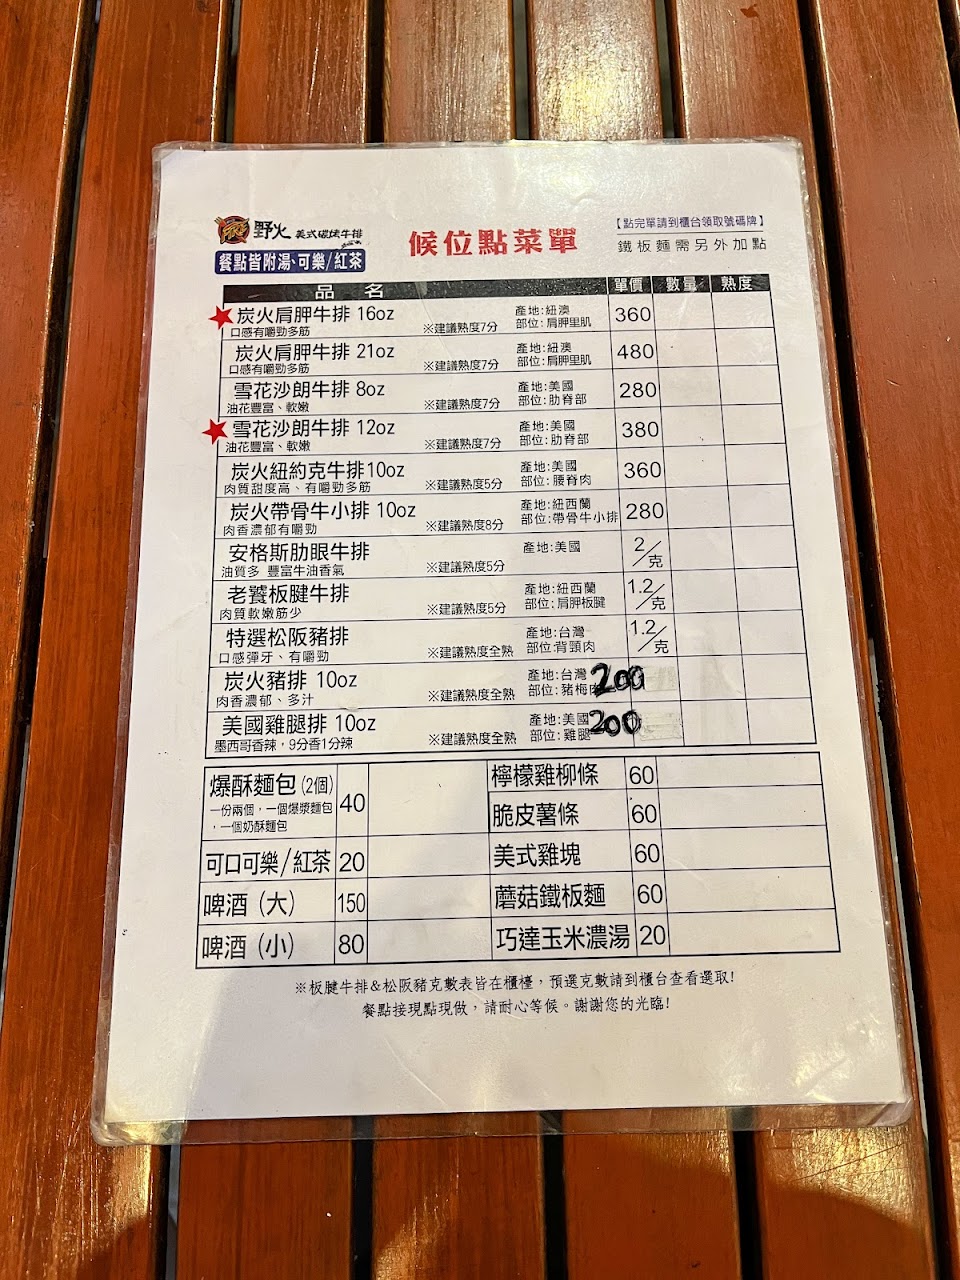 FIRE 野火 美式碳烤牛排
餐點皆附湯、可樂/紅茶
候位點菜單
【點完單請到櫃台領取號碼牌】
鐵板麵需另外加點
品名 單價 數量 熟度
★炭火肩胛牛排 16oz 產地:紐澳 360
口感有嚼勁多筋 ※建議熟度7分 部位:肩胛里肌
炭火肩胛牛排 21oz 產地:紐澳 480
口感有嚼勁多筋 ※建議熟度7分 部位:肩胛里肌
雪花沙朗牛排 8oz 產地:美國 280
油花豐富、軟嫩 ※建議熟度7分 部位:肋脊部
★雪花沙朗牛排 12oz 產地:美國 380
油花豐富、軟嫩 ※建議熟度7分 部位:肋脊部
炭火紐約克牛排10oz 產地:美國 360
肉質甜度高、有嚼勁多筋 ※建議熟度5分 部位:腰脊肉
炭火帶骨牛小排 10oz 產地:紐西蘭 280
肉香濃郁有嚼勁 ※建議熟度8分 部位:帶骨牛小排
安格斯肋眼牛排 產地:美國 2/克
油質多 豐富牛油香氣 ※建議熟度5分
老饕板腱牛排 產地:紐西蘭 1.2/克
肉質軟嫩筋少 ※建議熟度5分 部位:肩胛板腱
特選松阪豬排 產地:台灣 1.2/克
口感彈牙、有嚼勁 ※建議熟度全熟 部位:背頸肉
炭火豬排 10oz 產地:台灣 200
肉香濃郁、多汁 ※建議熟度全熟 部位:豬梅肉
美國雞腿排 10oz 產地:美國 200
墨西哥香辣，9分香1分辣 ※建議熟度全熟 部位:雞腿
爆酥麵包(2個) 40
一份兩個，一個爆漿麵包
，一個奶酥麵包
可口可樂/紅茶 20
啤酒(大) 150
啤酒(小) 80
檸檬雞柳條 60
脆皮薯條 60
美式雞塊 60
蘑菇鐵板麵 60
巧達玉米濃湯 20
※板腱牛排&松阪豬克數表皆在櫃檯，預選克數請到櫃台查看選取!
餐點接現點現做，請耐心等候。謝謝您的光臨!